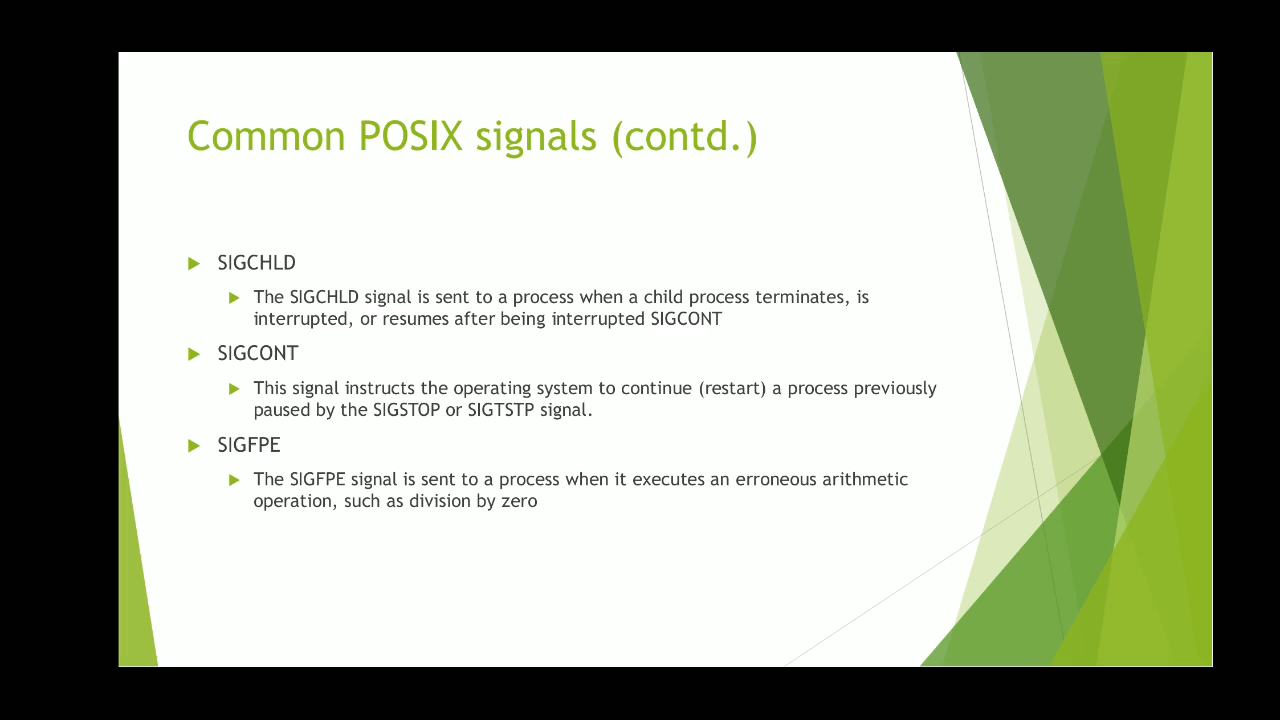 Common POSIX signals (contd.)
SIGCHLD
The SIGCHLD signal is sent to a process when a child process terminates, is
interrupted, or resumes after being interrupted SIGCONT
SIGCONT
This signal instructs the operating system to continue (restart) a process previously
paused by the SIGSTOP or SIGTSTP signal.
SIGFPE
The SIGFPE signal is sent to a process when it executes an erroneous arithmetic
operation, such as division by zero